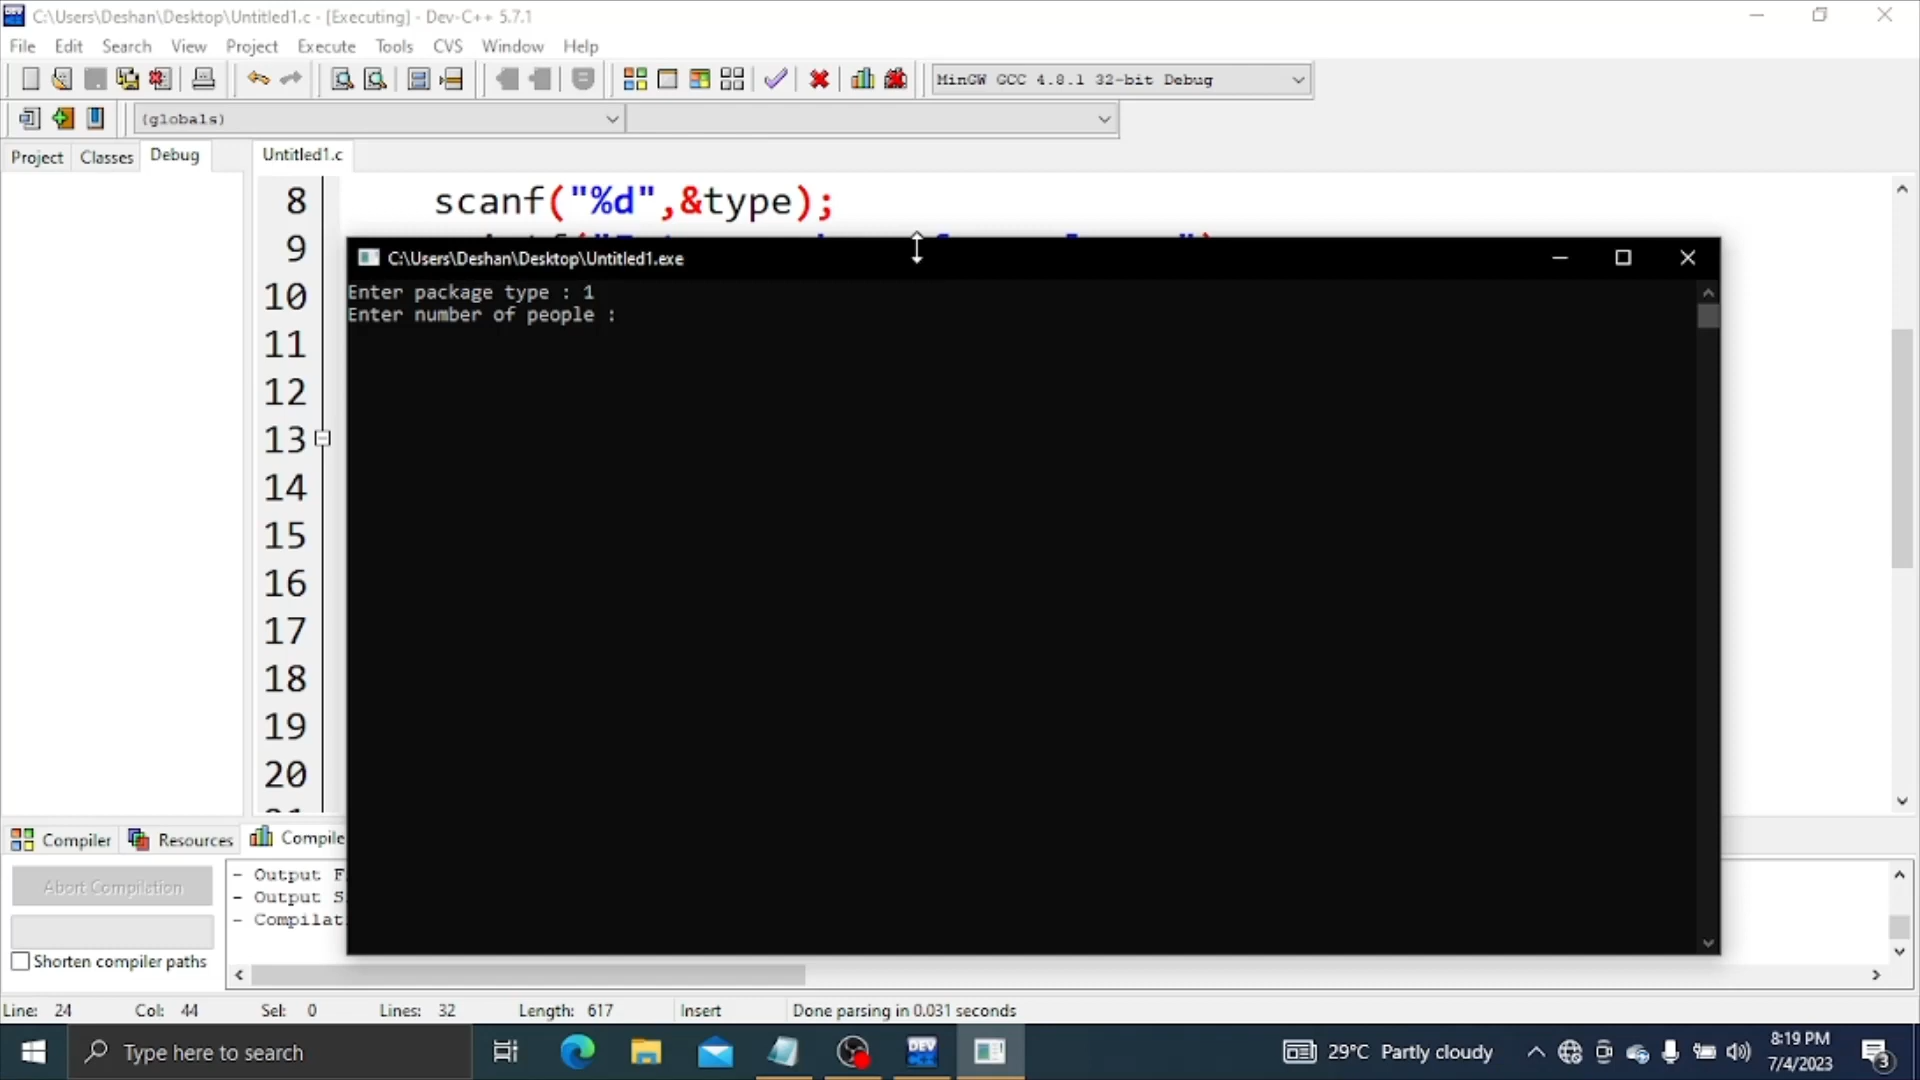 C:\Users\Deshan\Desktop\Untitled1.c - [Executing] - Dev-C++ 5.7.1
File Edit Search View Project Execute Tools CVS Window Help
MinGW GCC 4.8.1 32-bit Debug
(globals)
Project Classes Debug
Untitled1.c
8 scanf("%d",&type);
9
C:\Users\Deshan\Desktop\Untitled1.exe
Enter package type : 1
Enter number of people :
10
11
12
13
14
15
16
17
18
19
20
Compiler Resources Compile
Abort Compilation
- Output F
- Output S
- Compilat
Shorten compiler paths
Line: 24 Col: 44 Sel: 0 Lines: 32 Length: 617 Insert Done parsing in 0.031 seconds
Type here to search
DEV
29°C Partly cloudy
8:19 PM
7/4/2023
3